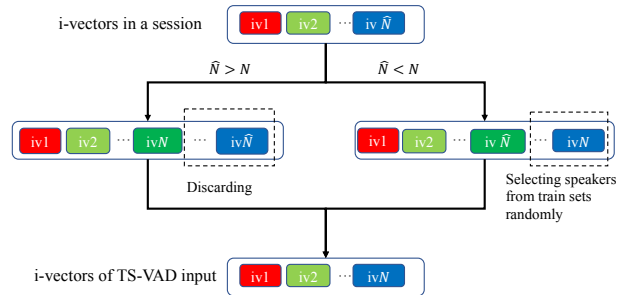 i-vectors in a session iv1 iv2 ··· iv N̂
N̂ > N N̂ < N
iv1 iv2 ··· ivN ··· ivN̂ iv1 iv2 ··· iv N̂ ··· ivN
Discarding
Selecting speakers
from train sets
randomly
i-vectors of TS-VAD input iv1 iv2 ··· ivN